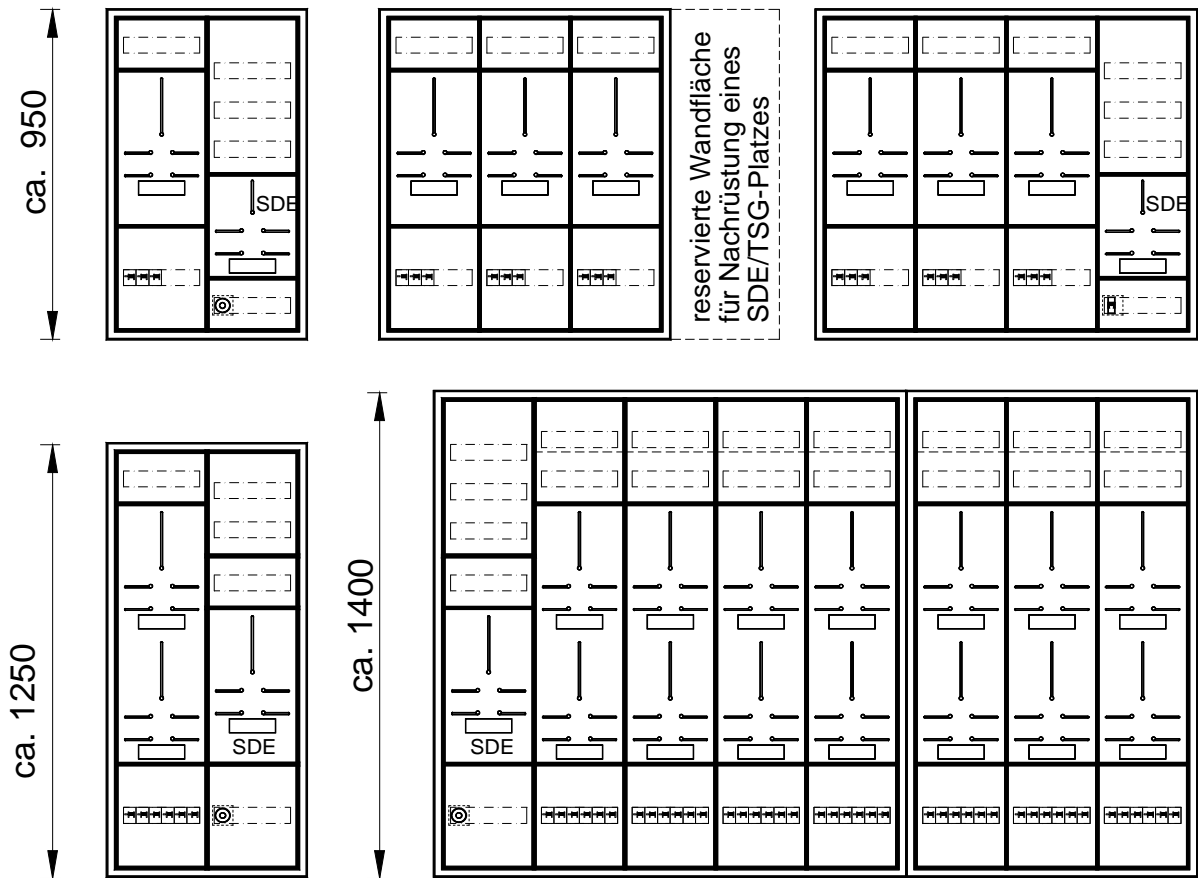 ca. 950
SDE
reservierte Wandfläche
für Nachrüstung eines
SDE/TSG-Platzes
SDE
ca. 1250
SDE
ca. 1400
SDE